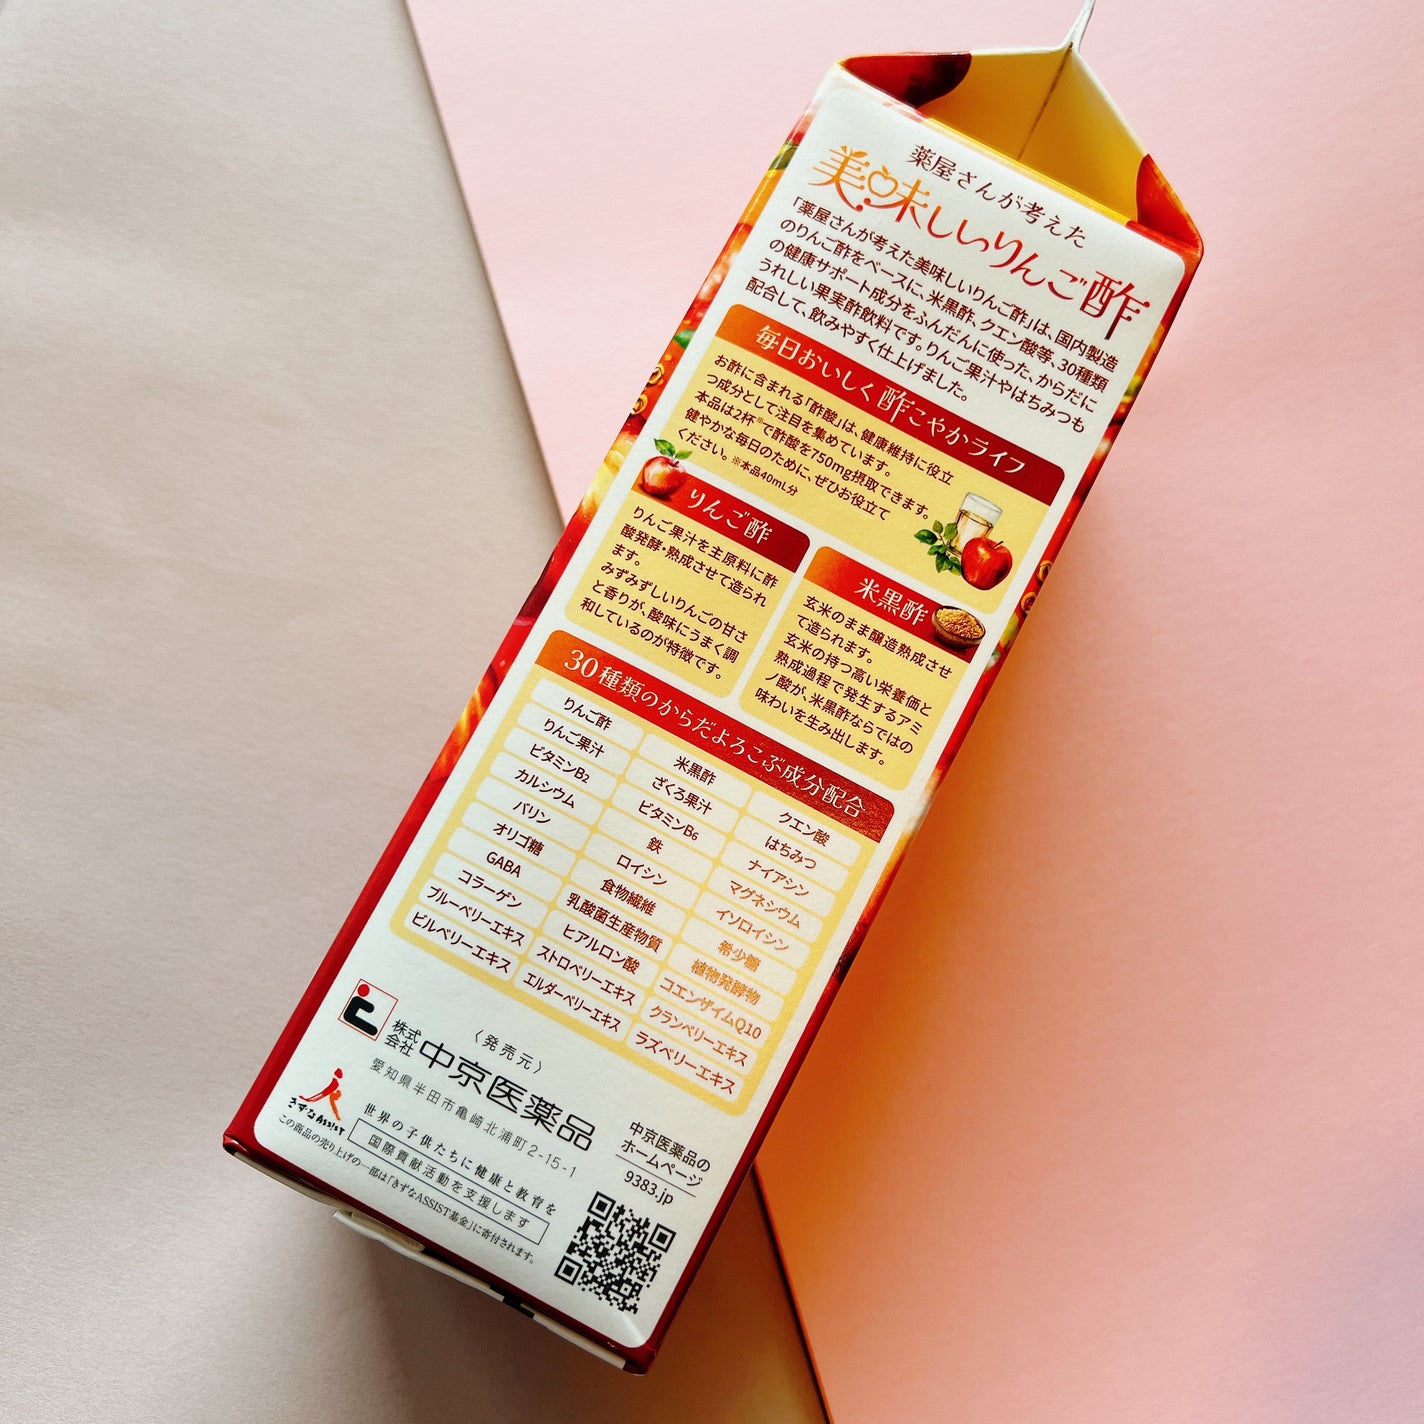 薬屋さんが考えた
美味しいりんご酢
「薬屋さんが考えた美味しいりんご酢」は、国内製造
のりんご酢をベースに、米黒酢、クエン酸等、30種類
の健康サポート成分をふんだんに使った、からだに
うれしい果実酢飲料です。りんご果汁やはちみつも
配合して、飲みやすく仕上げました。
毎日おいしく酢こやかライフ
お酢に含まれる「酢酸」は、健康維持に役立
つ成分として注目を集めています。
本品は2杯※で酢酸を750mg摂取できます。
健やかな毎日のために、ぜひお役立て
ください。※本品40mL分
りんご酢
りんご果汁を主原料に酢
酸発酵・熟成させて造られ
ます。
みずみずしいりんごの甘さ
と香りが、酸味にうまく調
和しているのが特徴です。
米黒酢
玄米のまま醸造熟成させ
て造られます。
玄米の持つ高い栄養価と
熟成過程で発生するアミ
ノ酸が、米黒酢ならではの
味わいを生み出します。
30種類のからだよろこぶ成分配合
りんご酢 米黒酢 クエン酸
りんご果汁 ざくろ果汁 はちみつ
ビタミンB2 ビタミンB6 ナイアシン
カルシウム 鉄 マグネシウム
バリン ロイシン イソロイシン
オリゴ糖 食物繊維 希少糖
GABA 乳酸菌生産物質 植物発酵物
コラーゲン ヒアルロン酸 コエンザイムQ10
ブルーベリーエキス ストロベリーエキス クランベリーエキス
ビルベリーエキス エルダーベリーエキス ラズベリーエキス
〈発売元〉
株式会社 中京医薬品
愛知県半田市亀崎北浦町2-15-1
きずなASSIST
世界の子供たちに健康と教育を
国際貢献活動を支援します
この商品の売り上げの一部は「きずなASSIST基金」に寄付されます。
中京医薬品の
ホームページ
9383.jp